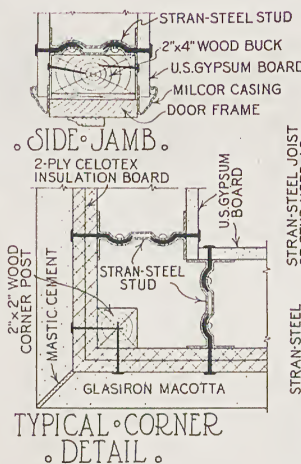 STRAN-STEEL STUD
2"x4" WOOD BUCK
U.S. GYPSUM BOARD
MILCOR CASING
DOOR FRAME
SIDE JAMB
2-PLY CELOTEX
INSULATION BOARD
U.S. GYPSUM
BOARD
STRAN-STEEL
STUD
2"x2" WOOD
CORNER POST
MASTIC CEMENT
GLASIRON MACOTTA
TYPICAL CORNER
DETAIL
STRAN-STEEL JOIST
STRAN-STEEL